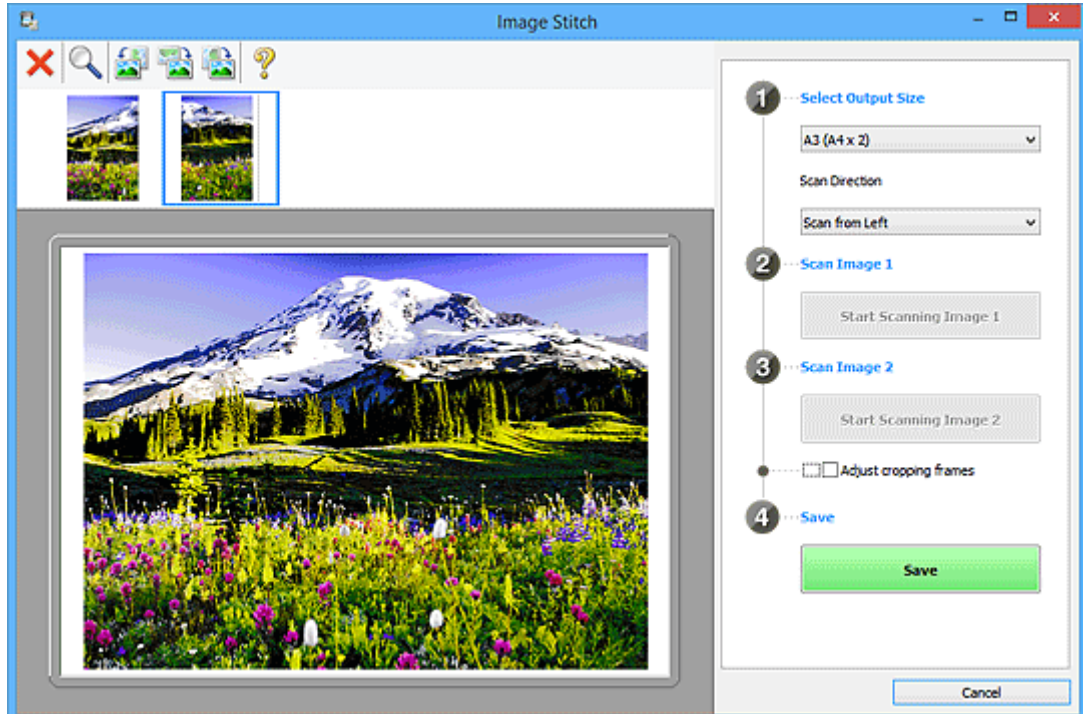 Image Stitch
1
Select Output Size
A3 (A4 x 2)
Scan Direction
Scan from Left
2
Scan Image 1
Start Scanning Image 1
3
Scan Image 2
Start Scanning Image 2
Adjust cropping frames
4
Save
Save
Cancel